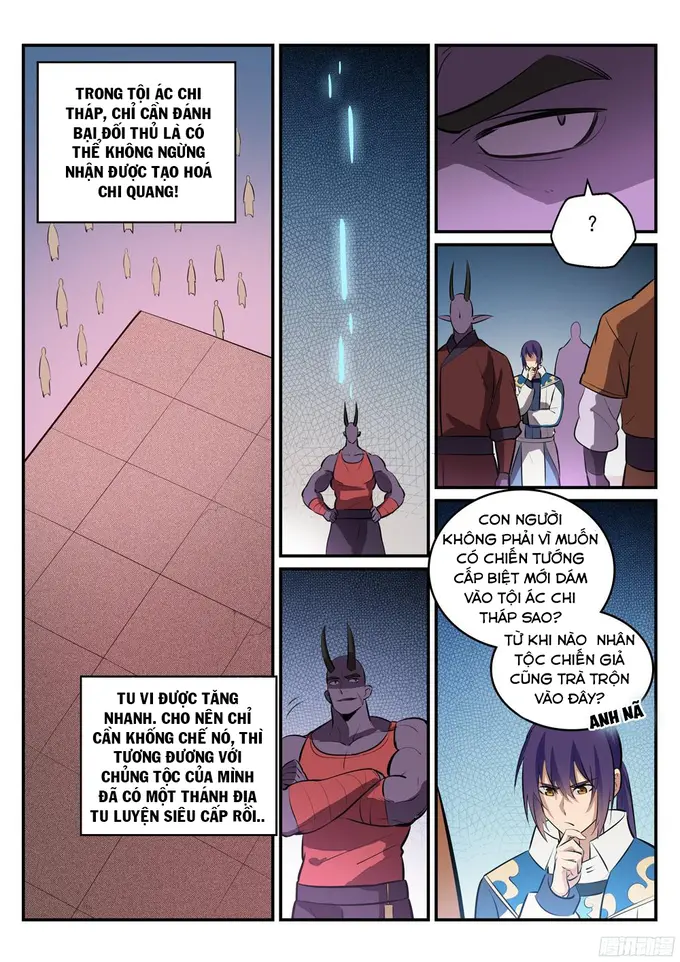 TRONG TỘI ÁC CHI
THÁP, CHỈ CẦN ĐÁNH
BẠI ĐỐI THỦ LÀ CÓ
THỂ KHÔNG NGỪNG
NHẬN ĐƯỢC TẠO HOÁ
CHI QUANG!
TU VI ĐƯỢC TĂNG
NHANH. CHO NÊN CHỈ
CẦN KHỐNG CHẾ NÓ, THÌ
TƯƠNG ĐƯƠNG VỚI
CHỦNG TỘC CỦA MÌNH
ĐÃ CÓ MỘT THÁNH ĐỊA
TU LUYỆN SIÊU CẤP RỒI..
?
CON NGƯỜI
KHÔNG PHẢI VÌ MUỐN
CÓ CHIẾN TƯỚNG
CẤP BIỆT MỚI DÁM
VÀO TỘI ÁC CHI
THÁP SAO?
TỪ KHI NÀO NHÂN
TỘC CHIẾN GIẢ
CŨNG TRÀ TRỘN
VÀO ĐÂY?
ANH NÃ
腾讯动漫